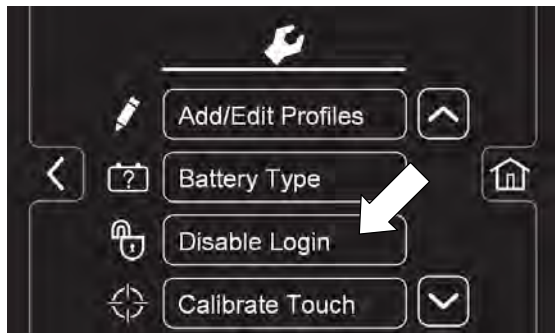 Add/Edit Profiles
Battery Type
Disable Login
Calibrate Touch